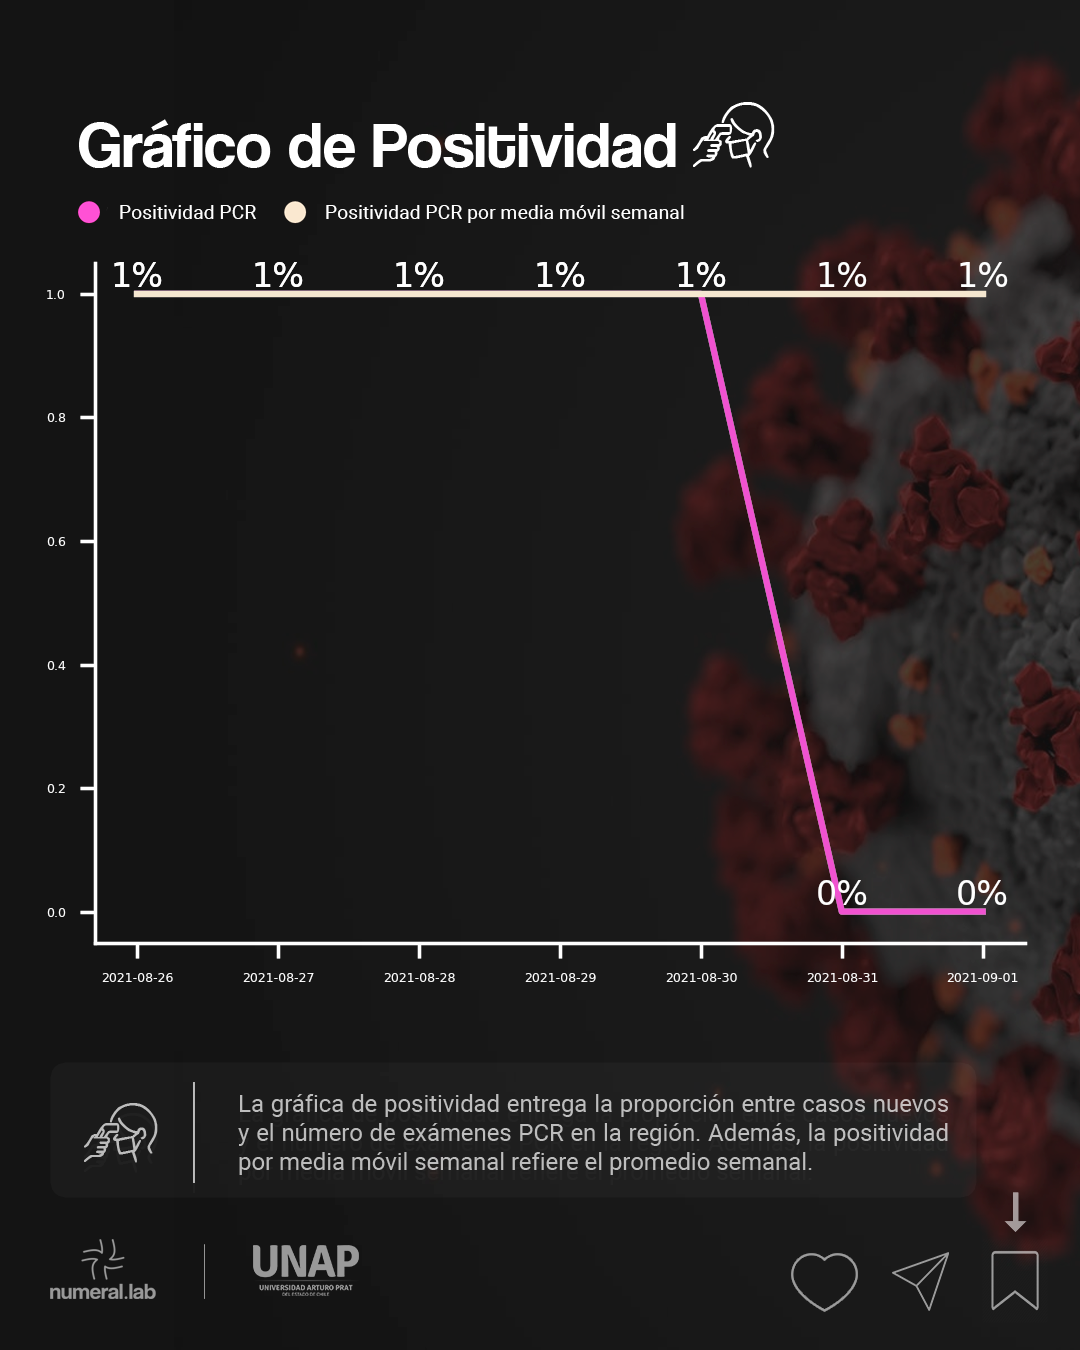 Gráfico de Positividad
Positividad PCR
Positividad PCR por media móvil semanal
1% 1% 1% 1% 1% 1% 1%
1.0
0.8
0.6
0.4
0.2
0% 0%
0.0
2021-08-26 2021-08-27 2021-08-28 2021-08-29 2021-08-30 2021-08-31 2021-09-01
La gráfica de positividad entrega la proporción entre casos nuevos
y el número de exámenes PCR en la región. Además, la positividad
por media móvil semanal refiere el promedio semanal.
numeral.lab
UNAP
UNIVERSIDAD ARTURO PRAT
DEL ESTADO DE CHILE